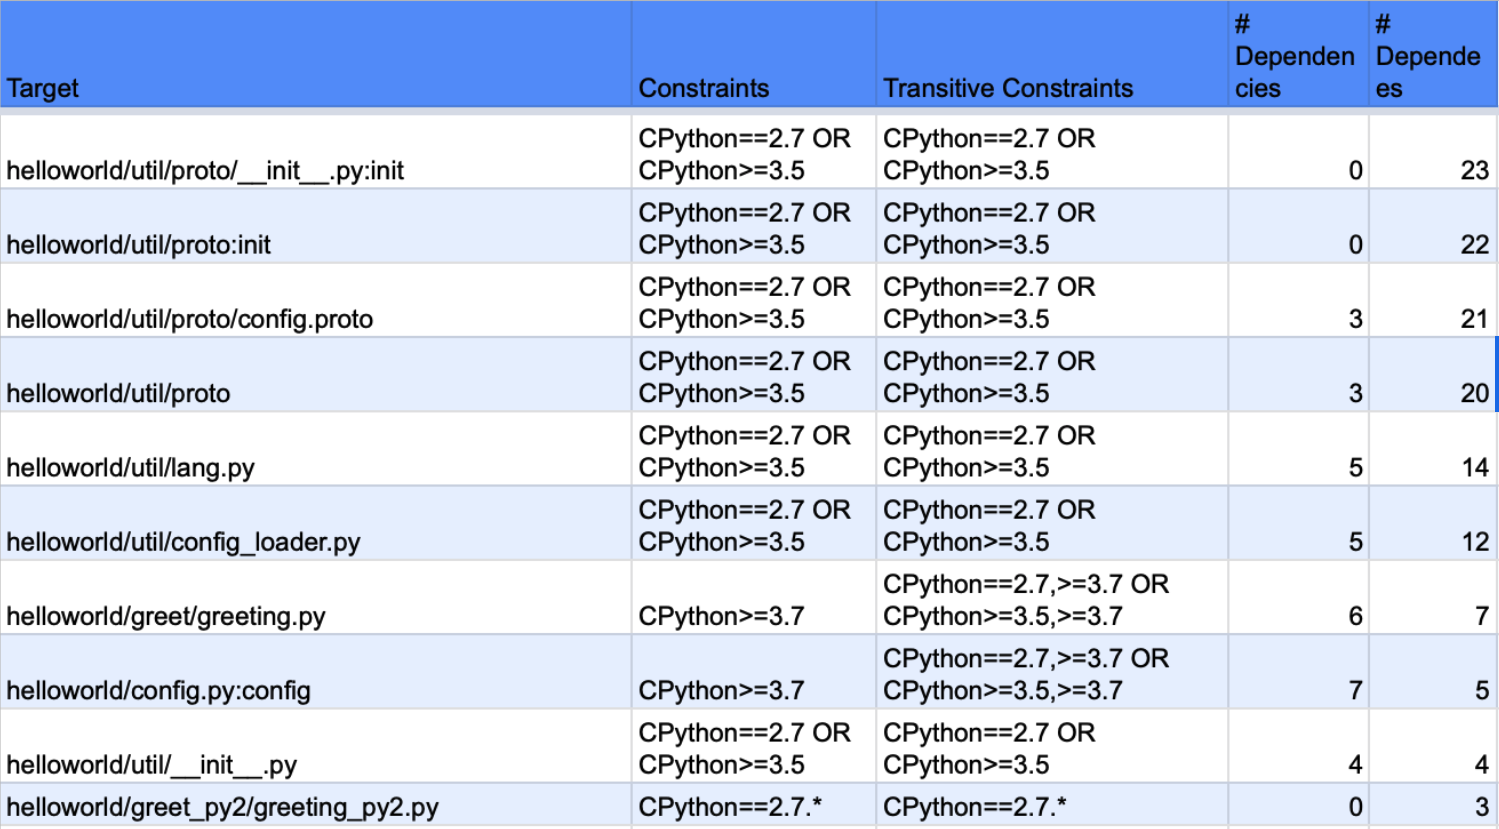 Target
Constraints
Transitive Constraints
#
Dependen
cies
#
Depende
es
helloworld/util/proto/__init__.py:init
CPython==2.7 OR
CPython>=3.5
CPython==2.7 OR
CPython>=3.5
0
23
helloworld/util/proto:init
CPython==2.7 OR
CPython>=3.5
CPython==2.7 OR
CPython>=3.5
0
22
helloworld/util/proto/config.proto
CPython==2.7 OR
CPython>=3.5
CPython==2.7 OR
CPython>=3.5
3
21
helloworld/util/proto
CPython==2.7 OR
CPython>=3.5
CPython==2.7 OR
CPython>=3.5
3
20
helloworld/util/lang.py
CPython==2.7 OR
CPython>=3.5
CPython==2.7 OR
CPython>=3.5
5
14
helloworld/util/config_loader.py
CPython==2.7 OR
CPython>=3.5
CPython==2.7 OR
CPython>=3.5
5
12
helloworld/greet/greeting.py
CPython>=3.7
CPython==2.7,>=3.7 OR
CPython>=3.5,>=3.7
6
7
helloworld/config.py:config
CPython>=3.7
CPython==2.7,>=3.7 OR
CPython>=3.5,>=3.7
7
5
helloworld/util/__init__.py
CPython==2.7 OR
CPython>=3.5
CPython==2.7 OR
CPython>=3.5
4
4
helloworld/greet_py2/greeting_py2.py
CPython==2.7.*
CPython==2.7.*
0
3